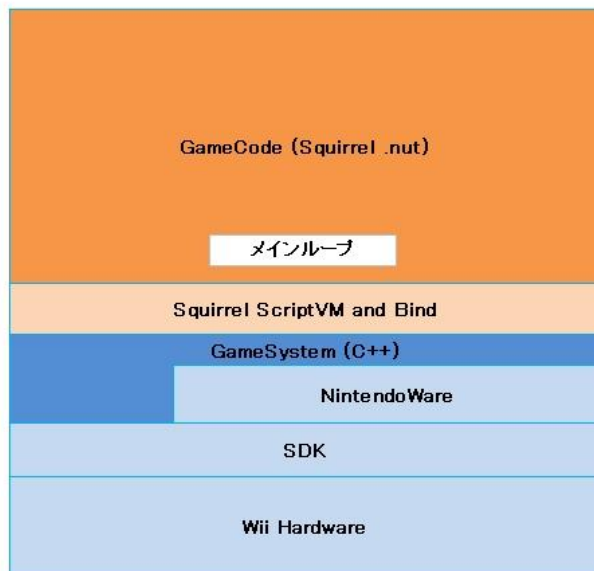 GameCode (Squirrel .nut)
メインループ
Squirrel ScriptVM and Bind
GameSystem (C++)
NintendoWare
SDK
Wii Hardware